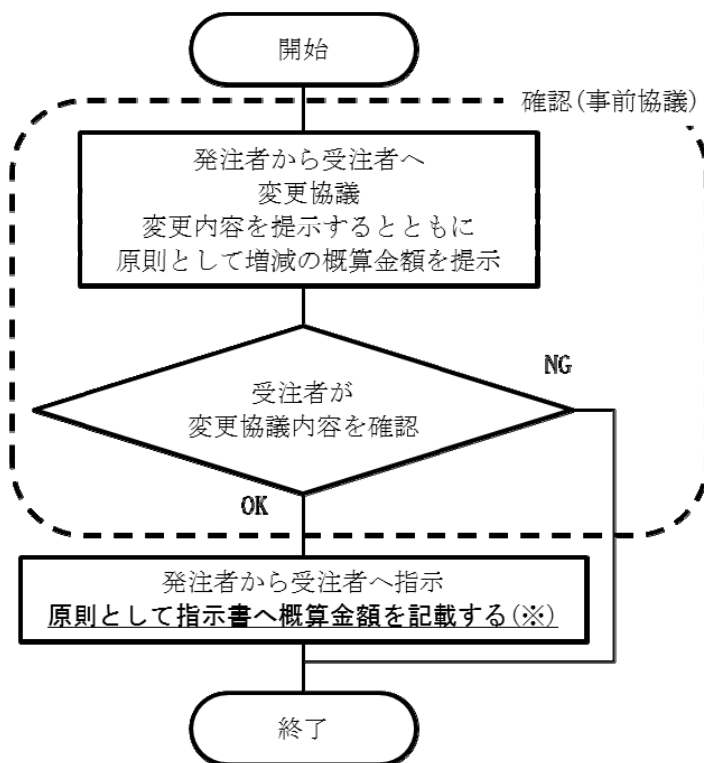 開始
確認(事前協議)
発注者から受注者へ
変更協議
変更内容を提示するとともに
原則として増減の概算金額を提示
NG
受注者が
変更協議内容を確認
OK
発注者から受注者へ指示
原則として指示書へ概算金額を記載する(※)
終了